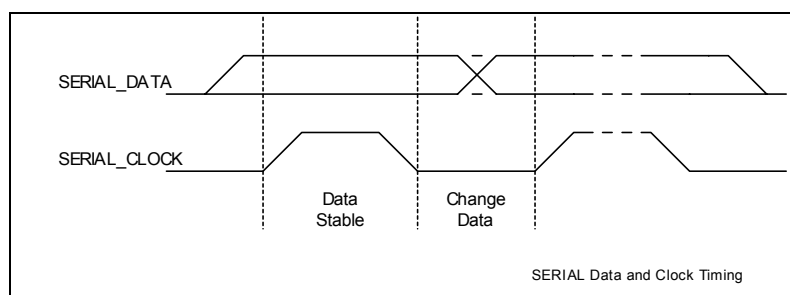 SERIAL_DATA
SERIAL_CLOCK
Data
Stable
Change
Data
SERIAL Data and Clock Timing